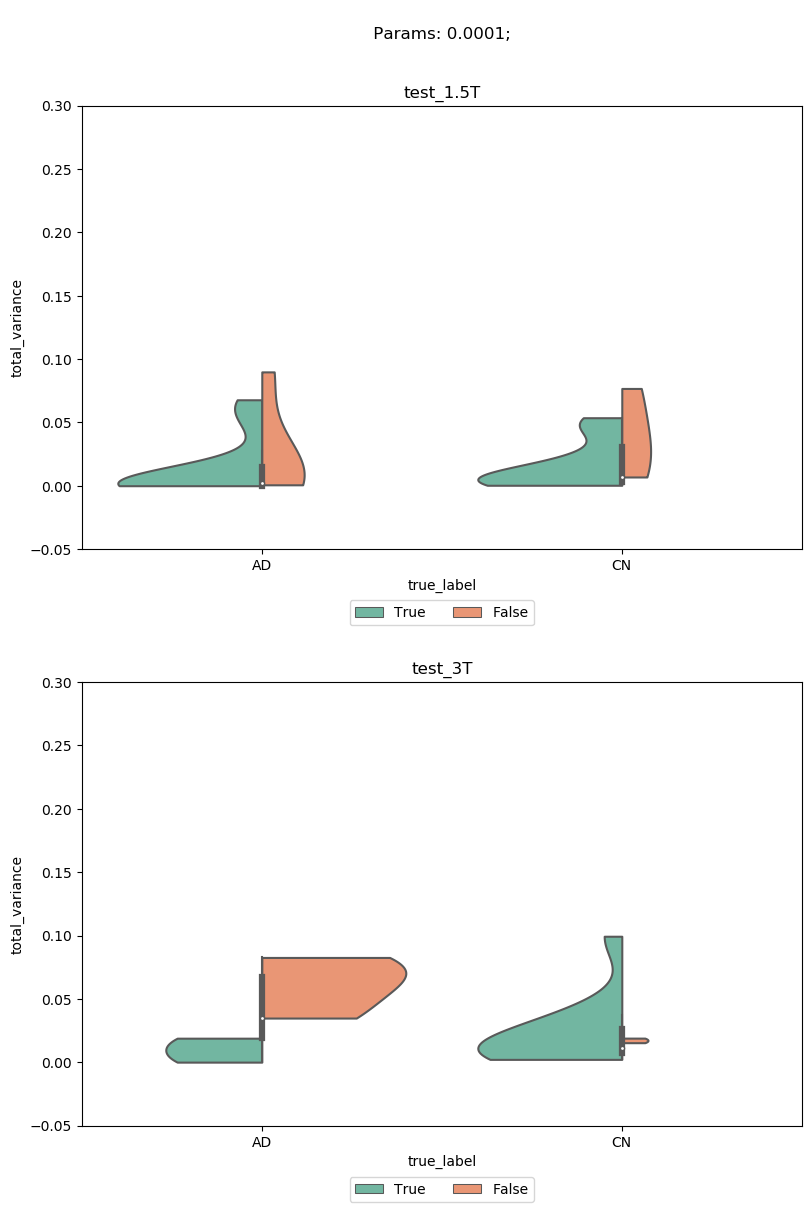 Params: 0.0001;
test_1.5T
0.30
0.25
0.20
0.15
0.10
0.05
0.00
−0.05
total_variance
AD CN
true_label
True False
test_3T
0.30
0.25
0.20
0.15
0.10
0.05
0.00
−0.05
total_variance
AD CN
true_label
True False